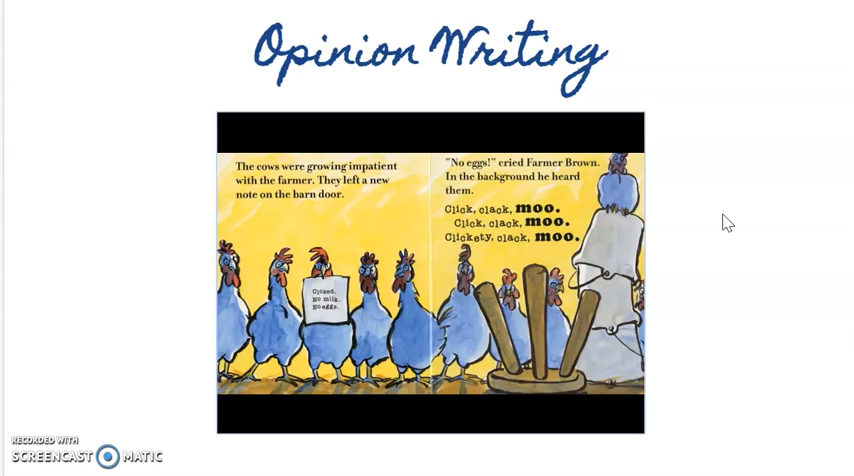 Opinion Writing
The cows were growing impatient
with the farmer. They left a new
note on the barn door.
Closed.
No milk.
No eggs.
"No eggs!" cried Farmer Brown.
In the background he heard
them.
Click, clack, moo.
Click, clack, moo.
Clickety, clack, moo.
RECORDED WITH
SCREENCAST MATIC